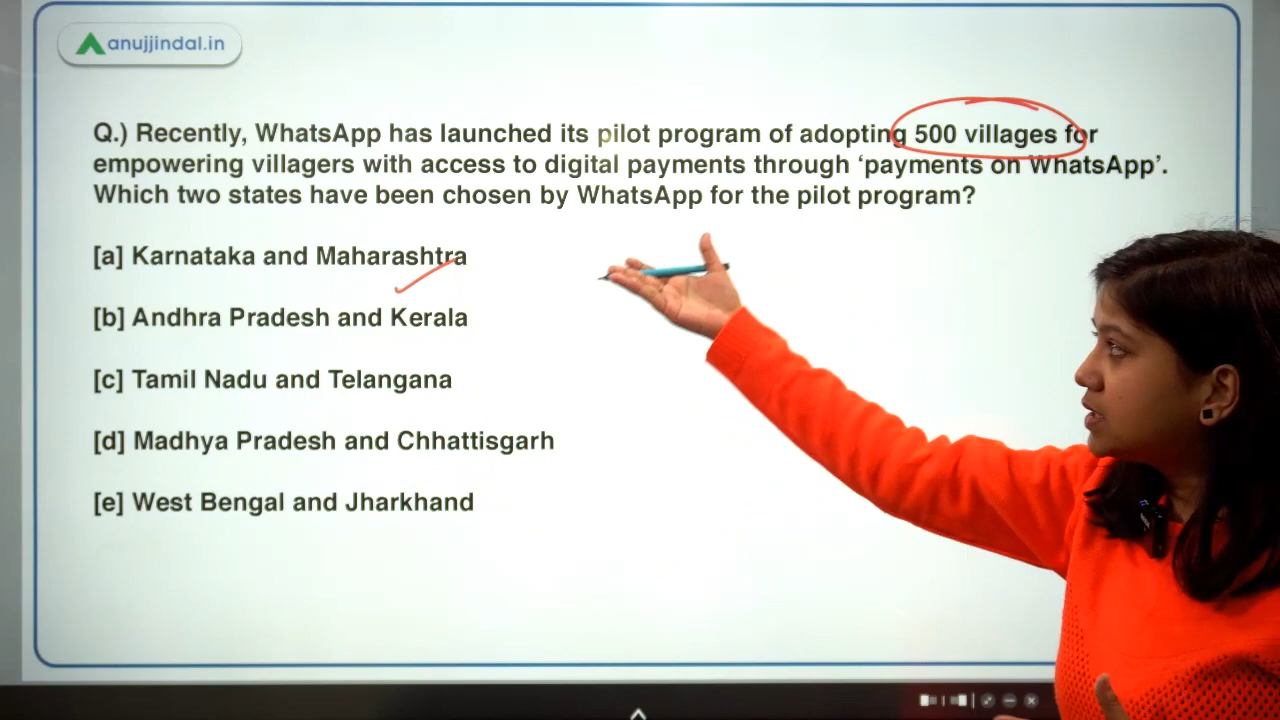 anujjindal.in
Q.) Recently, WhatsApp has launched its pilot program of adopting 500 villages for
empowering villagers with access to digital payments through ‘payments on WhatsApp’.
Which two states have been chosen by WhatsApp for the pilot program?
[a] Karnataka and Maharashtra
[b] Andhra Pradesh and Kerala
[c] Tamil Nadu and Telangana
[d] Madhya Pradesh and Chhattisgarh
[e] West Bengal and Jharkhand